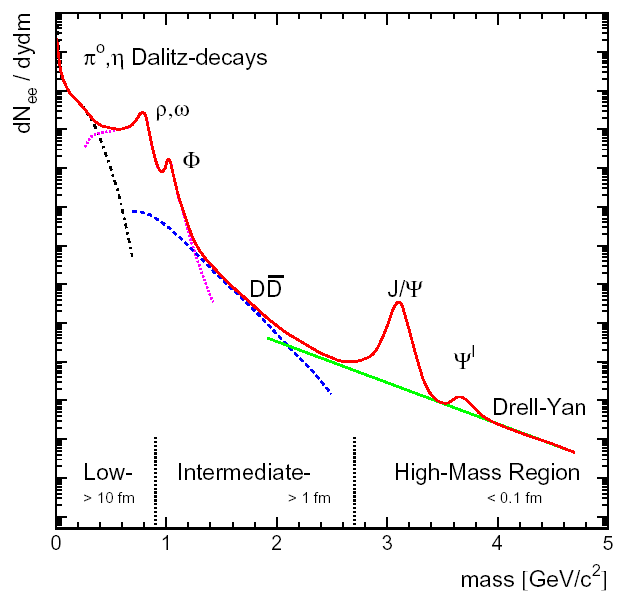 dN_ee / dydm
π^o,η Dalitz-decays
ρ,ω
Φ
DD̅
J/Ψ
Ψ^|
Drell-Yan
Low- Intermediate- High-Mass Region
> 10 fm > 1 fm < 0.1 fm
0 1 2 3 4 5
mass [GeV/c^2]